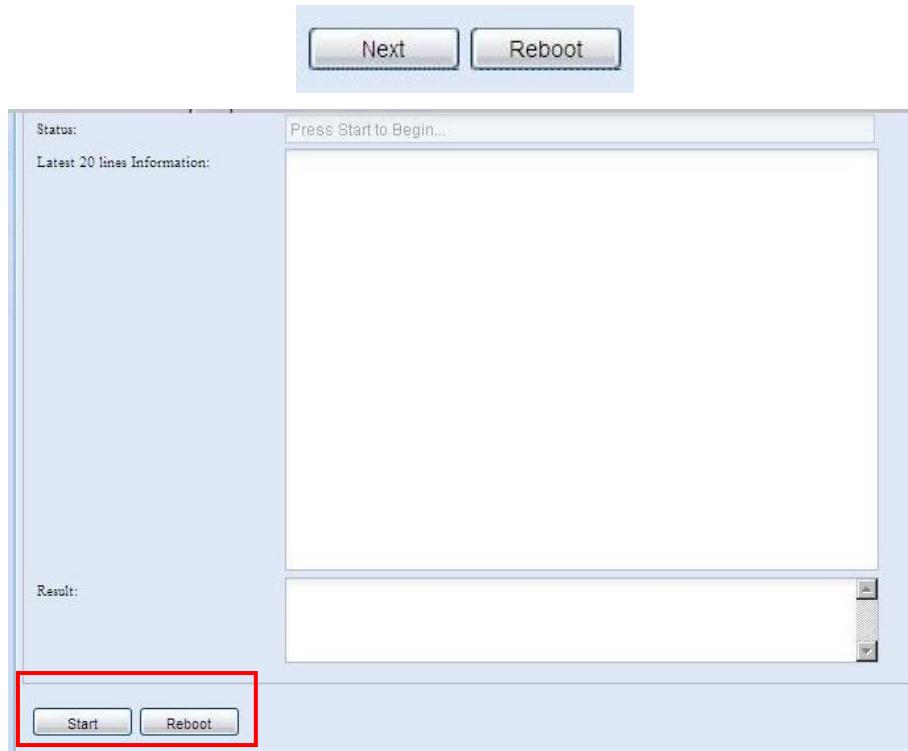 Next Reboot
Status: Press Start to Begin...
Latest 20 lines Information:
Result:
Start Reboot